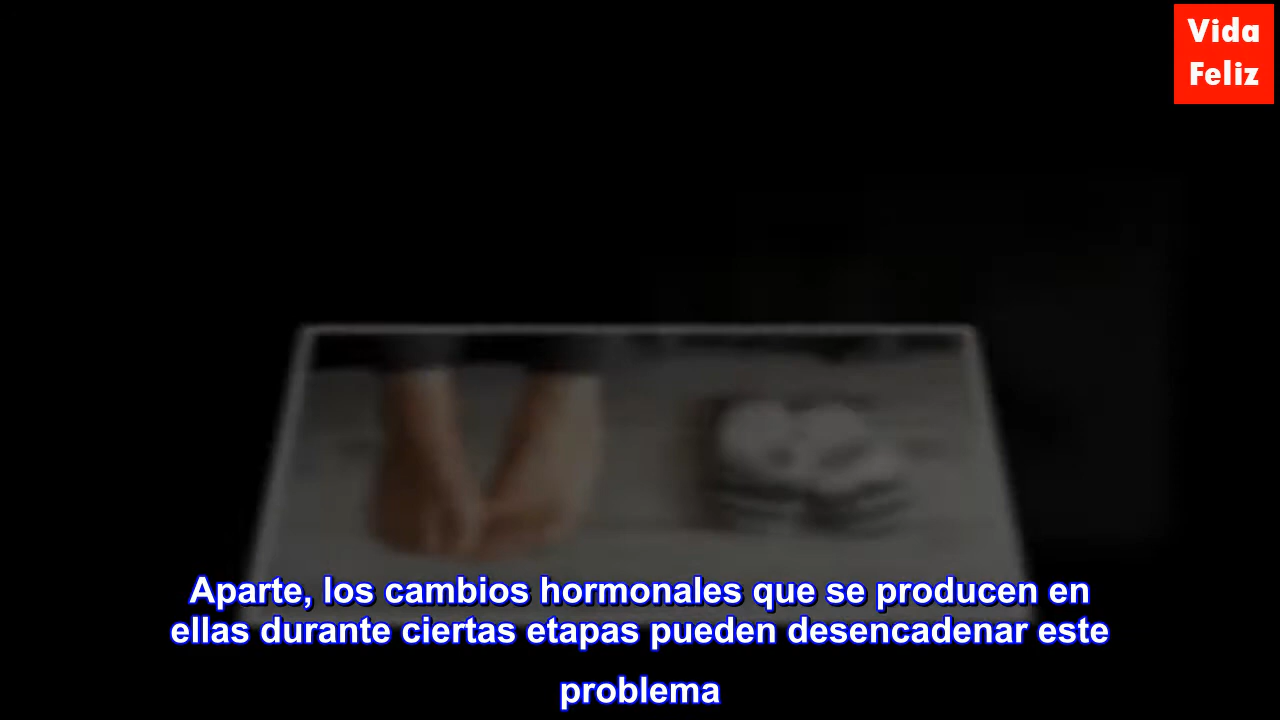 Vida
Feliz
Aparte, los cambios hormonales que se producen en
ellas durante ciertas etapas pueden desencadenar este
problema